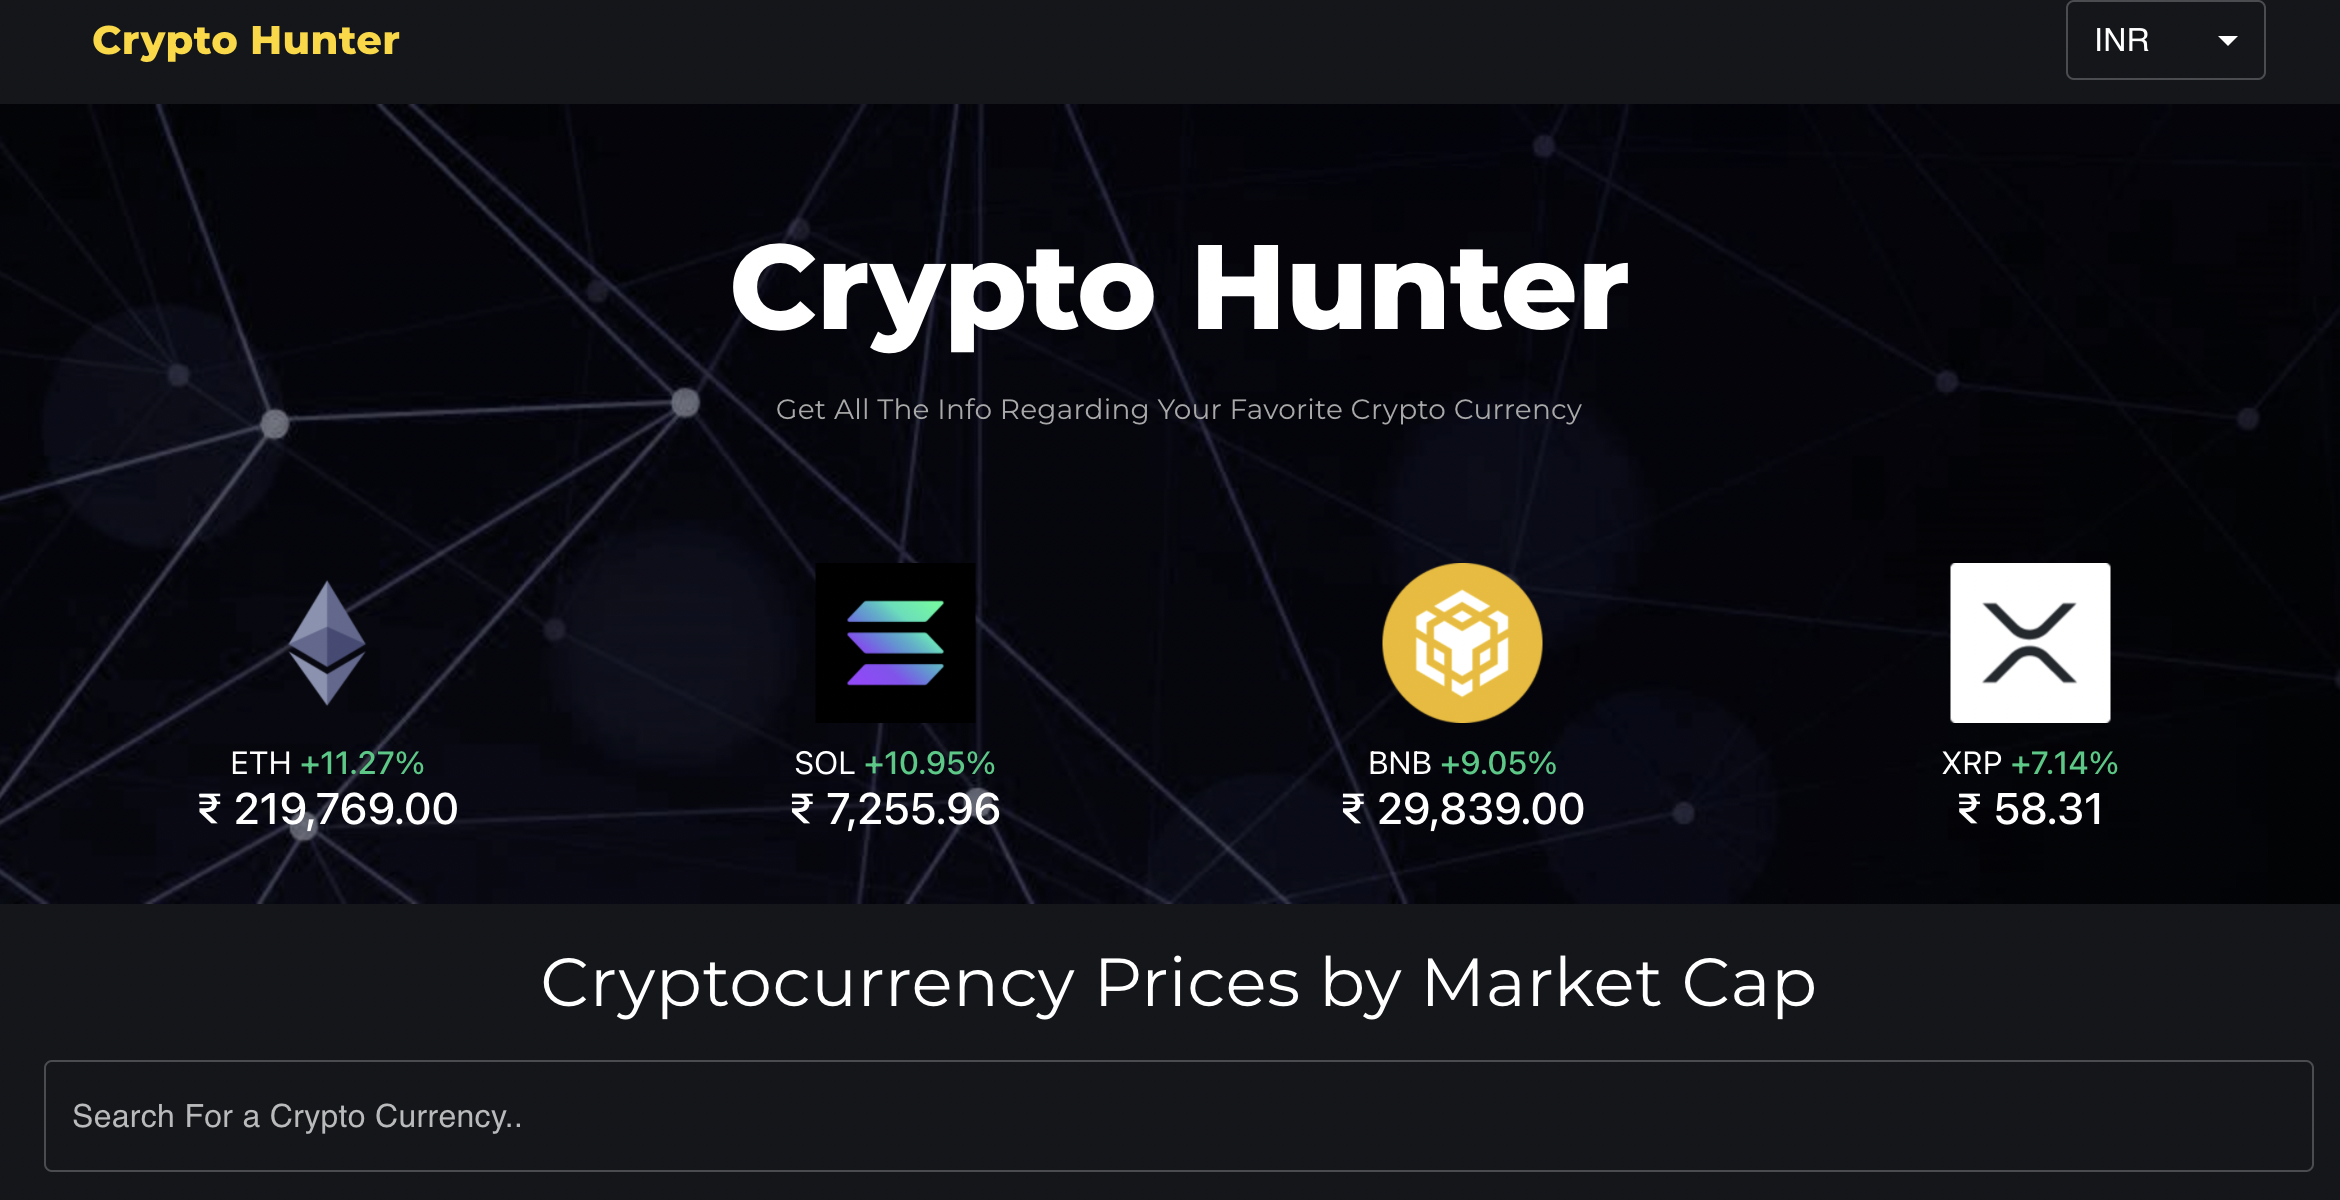 Crypto Hunter
INR
Crypto Hunter
Get All The Info Regarding Your Favorite Crypto Currency
ETH +11.27%
₹ 219,769.00
SOL +10.95%
₹ 7,255.96
BNB +9.05%
₹ 29,839.00
XRP +7.14%
₹ 58.31
Cryptocurrency Prices by Market Cap
Search For a Crypto Currency..